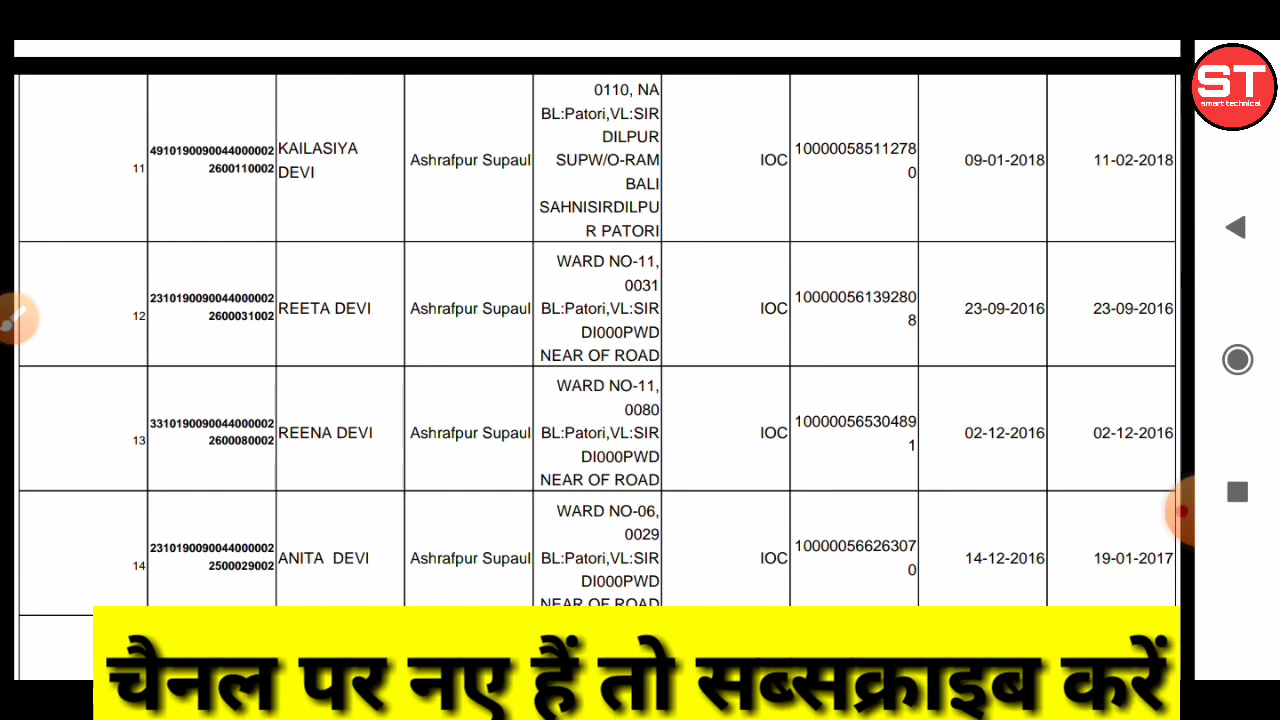 ST
smart technical
11
49101900900440000022
2600110002
KAILASIYA
DEVI
Ashrafpur Supaul
0110, NA
BL:Patori,VL:SIR
DILPUR
SUPW/O-RAM
BALI
SAHNISIRDILPU
R PATORI
IOC
10000058511278
0
09-01-2018
11-02-2018
12
2310190090044000002
2600031002
REETA DEVI
Ashrafpur Supaul
WARD NO-11,
0031
BL:Patori,VL:SIR
DI000PWD
NEAR OF ROAD
IOC
10000056139280
8
23-09-2016
23-09-2016
13
3310190090044000002
2600080002
REENA DEVI
Ashrafpur Supaul
WARD NO-11,
0080
BL:Patori,VL:SIR
DI000PWD
NEAR OF ROAD
IOC
10000056530489
1
02-12-2016
02-12-2016
14
2310190090044000002
2500029002
ANITA DEVI
Ashrafpur Supaul
WARD NO-06,
0029
BL:Patori,VL:SIR
DI000PWD
NEAR OF ROAD
IOC
10000056626307
0
14-12-2016
19-01-2017
चैनल पर नए हैं तो सब्सक्राइब करें